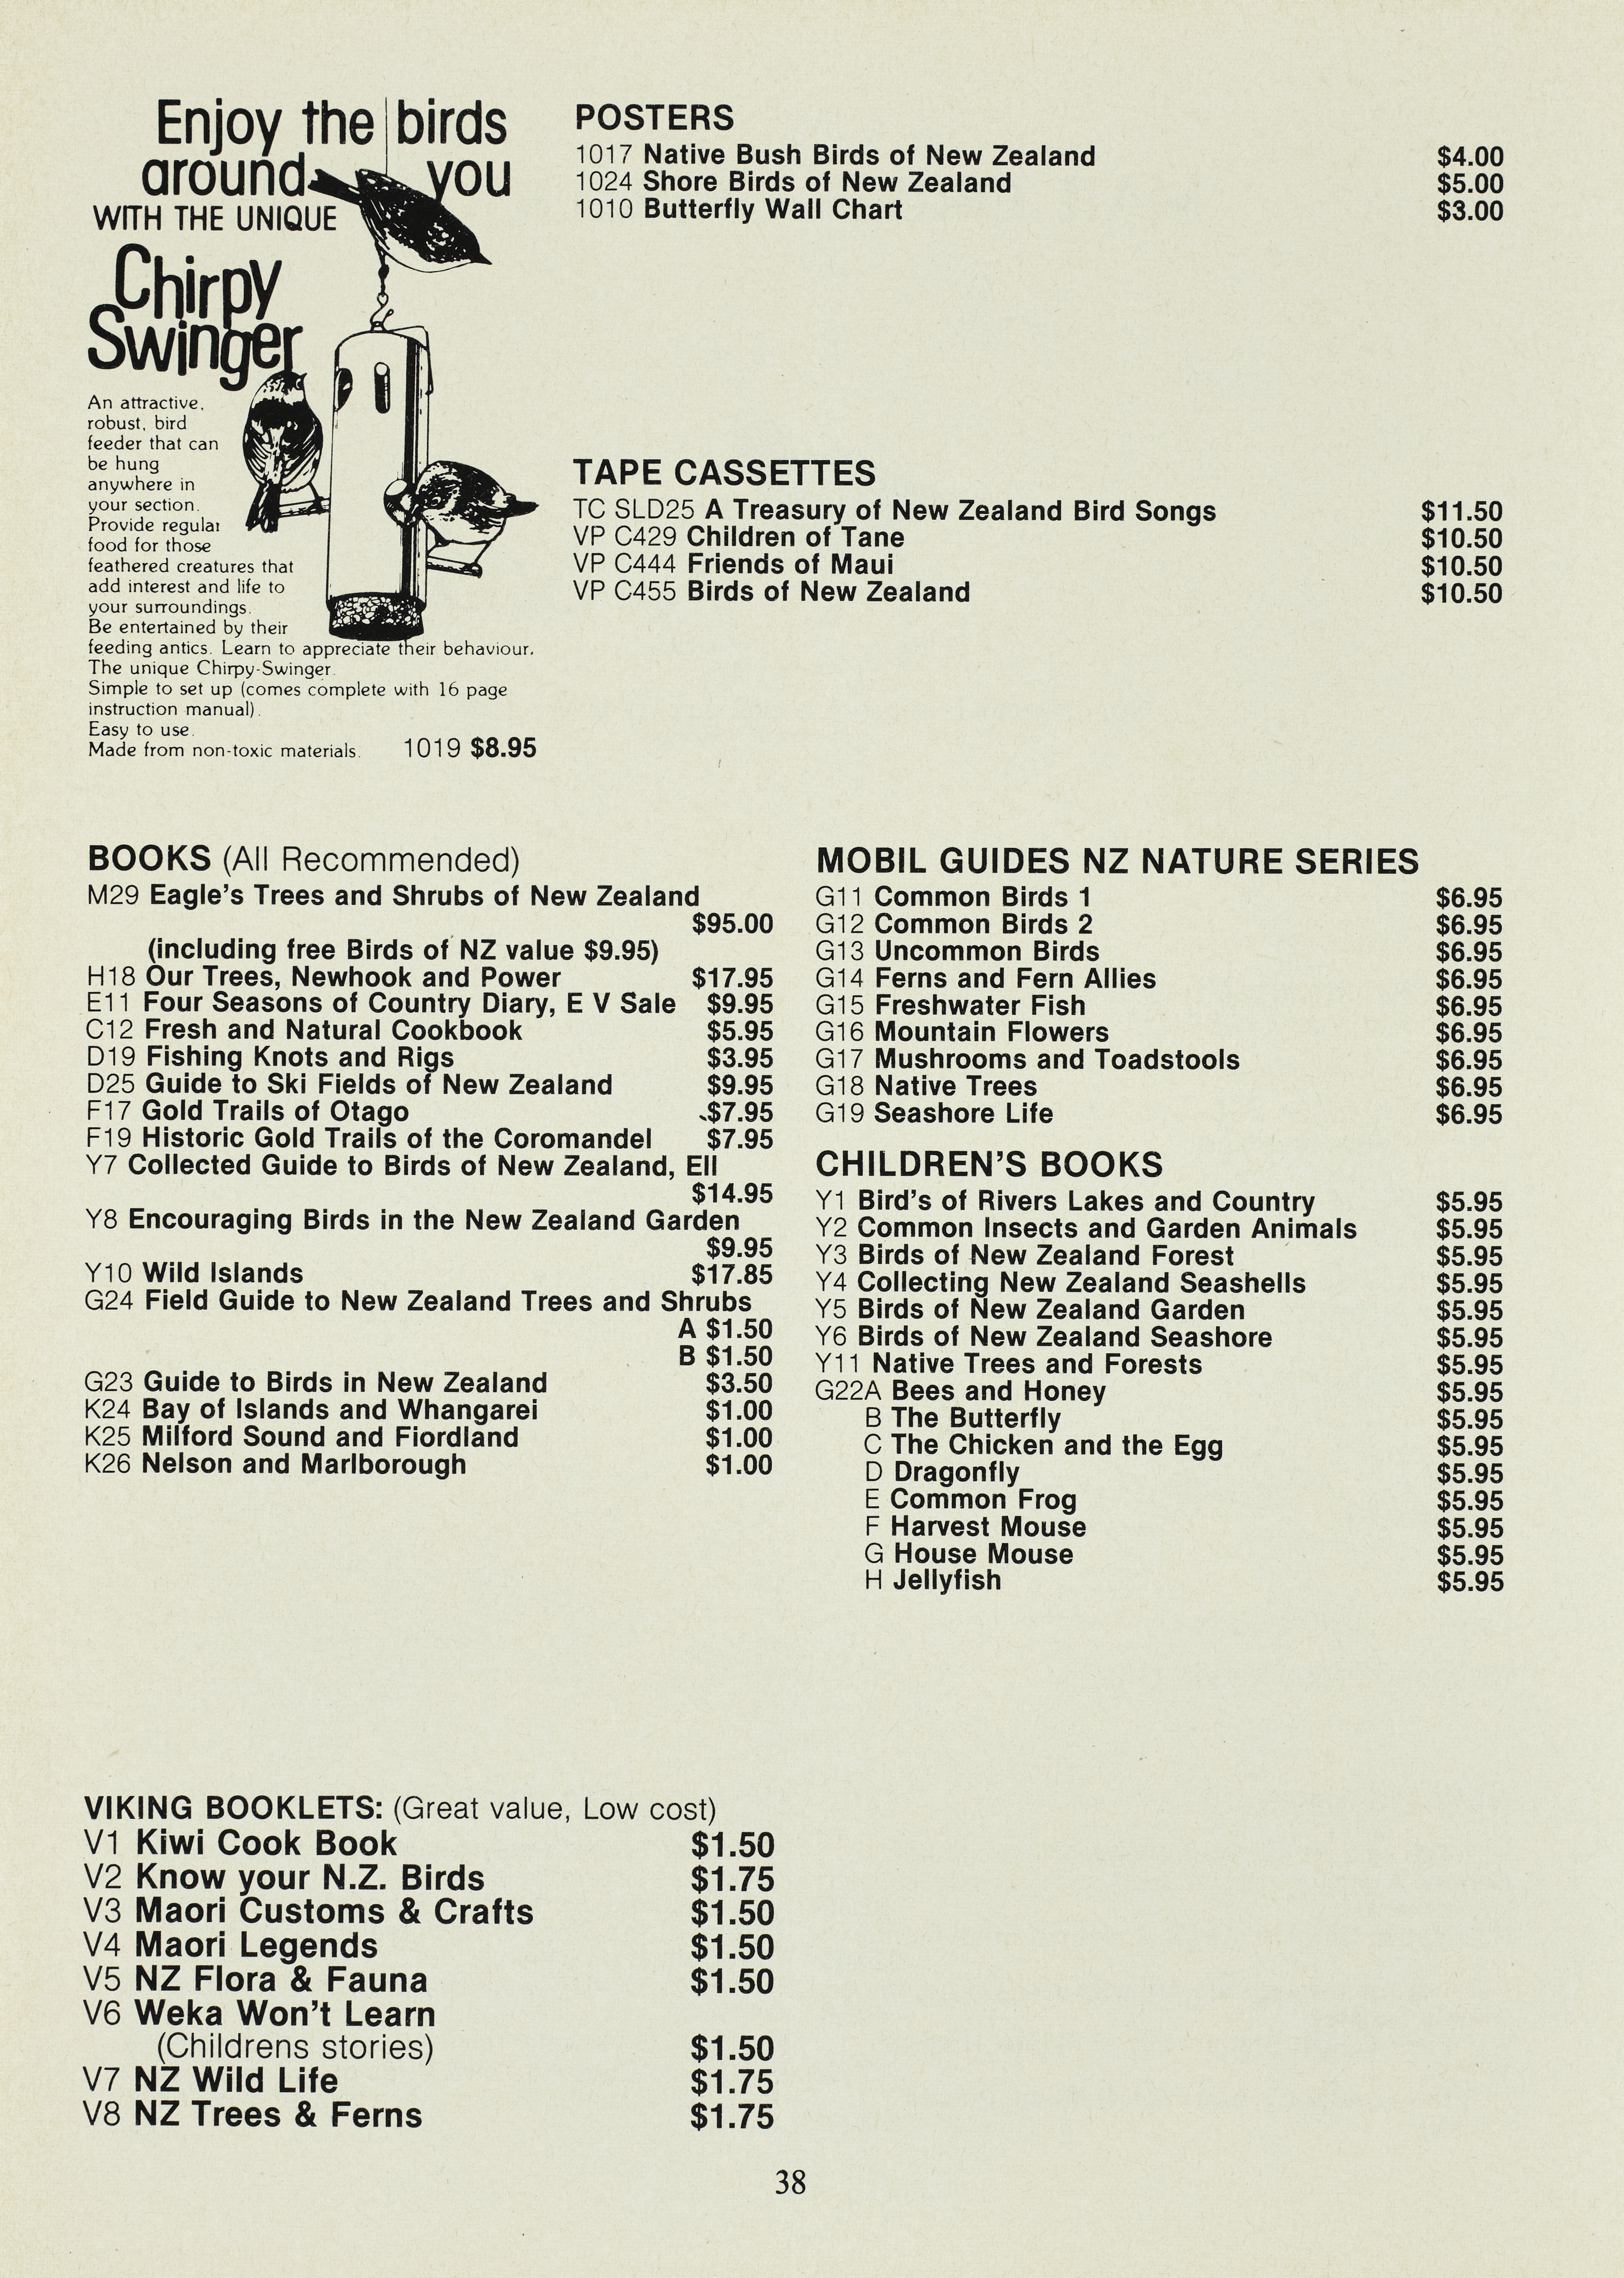 Enjoy the birds
around you
WITH THE UNIQUE
Chirpy
Swinger
An attractive,
robust, bird
feeder that can
be hung
anywhere in
your section.
Provide regular
food for those
feathered creatures that
add interest and life to
your surroundings.
Be entertained by their
feeding antics. Learn to appreciate their behaviour.
The unique Chirpy-Swinger.
Simple to set up (comes complete with 16 page
instruction manual).
Easy to use.
Made from non-toxic materials. 1019 $8.95
POSTERS
1017 Native Bush Birds of New Zealand $4.00
1024 Shore Birds of New Zealand $5.00
1010 Butterfly Wall Chart $3.00
TAPE CASSETTES
TC SLD25 A Treasury of New Zealand Bird Songs $11.50
VP C429 Children of Tane $10.50
VP C444 Friends of Maui $10.50
VP C455 Birds of New Zealand $10.50
BOOKS (All Recommended)
M29 Eagle's Trees and Shrubs of New Zealand
$95.00
(including free Birds of NZ value $9.95)
H18 Our Trees, Newhook and Power $17.95
E11 Four Seasons of Country Diary, E V Sale $9.95
C12 Fresh and Natural Cookbook $5.95
D19 Fishing Knots and Rigs $3.95
D25 Guide to Ski Fields of New Zealand $9.95
F17 Gold Trails of Otago $7.95
F19 Historic Gold Trails of the Coromandel $7.95
Y7 Collected Guide to Birds of New Zealand, Ell
$14.95
Y8 Encouraging Birds in the New Zealand Garden
$9.95
Y10 Wild Islands $17.85
G24 Field Guide to New Zealand Trees and Shrubs
A $1.50
B $1.50
G23 Guide to Birds in New Zealand $3.50
K24 Bay of Islands and Whangarei $1.00
K25 Milford Sound and Fiordland $1.00
K26 Nelson and Marlborough $1.00
MOBIL GUIDES NZ NATURE SERIES
G11 Common Birds 1 $6.95
G12 Common Birds 2 $6.95
G13 Uncommon Birds $6.95
G14 Ferns and Fern Allies $6.95
G15 Freshwater Fish $6.95
G16 Mountain Flowers $6.95
G17 Mushrooms and Toadstools $6.95
G18 Native Trees $6.95
G19 Seashore Life $6.95
CHILDREN'S BOOKS
Y1 Bird's of Rivers Lakes and Country $5.95
Y2 Common Insects and Garden Animals $5.95
Y3 Birds of New Zealand Forest $5.95
Y4 Collecting New Zealand Seashells $5.95
Y5 Birds of New Zealand Garden $5.95
Y6 Birds of New Zealand Seashore $5.95
Y11 Native Trees and Forests $5.95
G22A Bees and Honey $5.95
B The Butterfly $5.95
C The Chicken and the Egg $5.95
D Dragonfly $5.95
E Common Frog $5.95
F Harvest Mouse $5.95
G House Mouse $5.95
H Jellyfish $5.95
VIKING BOOKLETS: (Great value, Low cost)
V1 Kiwi Cook Book $1.50
V2 Know your N.Z. Birds $1.75
V3 Maori Customs & Crafts $1.50
V4 Maori Legends $1.50
V5 NZ Flora & Fauna $1.50
V6 Weka Won't Learn
(Childrens stories) $1.50
V7 NZ Wild Life $1.75
V8 NZ Trees & Ferns $1.75
38